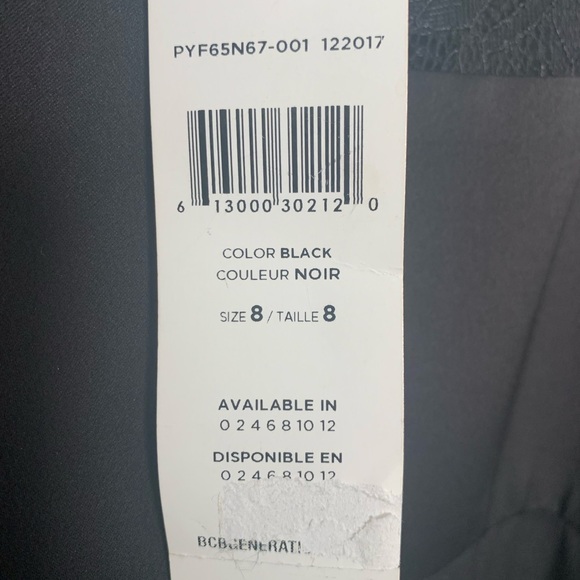 PYF65N67-001 122017
6 13000 30212 0
COLOR BLACK
COULEUR NOIR
SIZE 8 / TAILLE 8
AVAILABLE IN
0 2 4 6 8 10 12
DISPONIBLE EN
0 2 4 6 8 10 12
BCBGENERATI